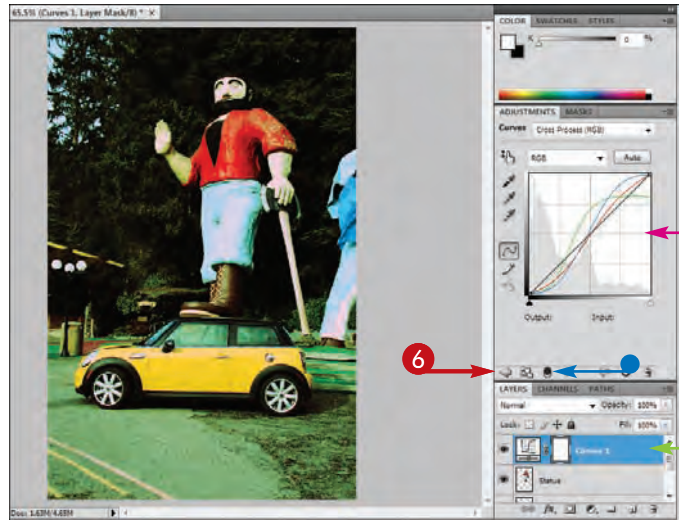 65.5% (Curves 1, Layer Mask/8) * ×
COLOR SWATCHES STYLES
K 0 %
ADJUSTMENTS MASKS
Curves Cross Process (RGB)
RGB Auto
Output: Input:
6
LAYERS CHANNELS PATHS
Normal Opacity: 100%
Lock: Fill: 100%
Curves 1
Statue
fx
Doc: 1.63M/4.63M